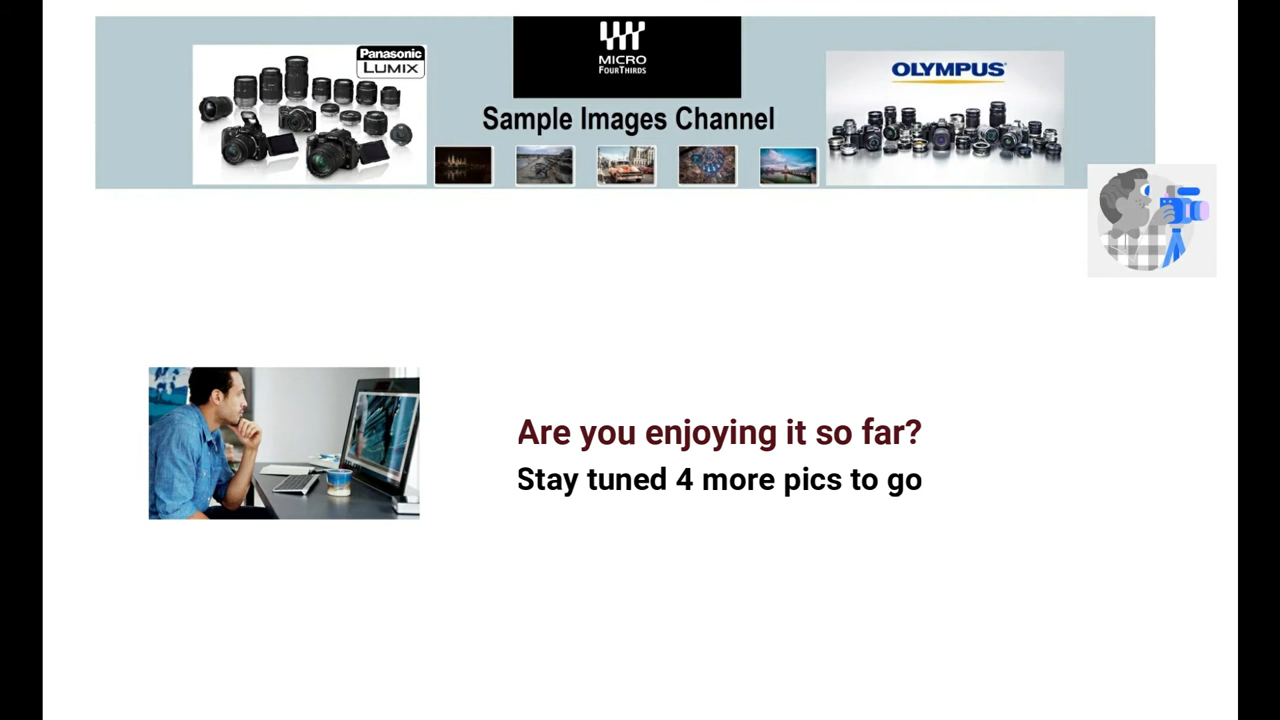 Panasonic
LUMIX
MICRO
FOURTHIRDS
OLYMPUS
Sample Images Channel
Are you enjoying it so far?
Stay tuned 4 more pics to go